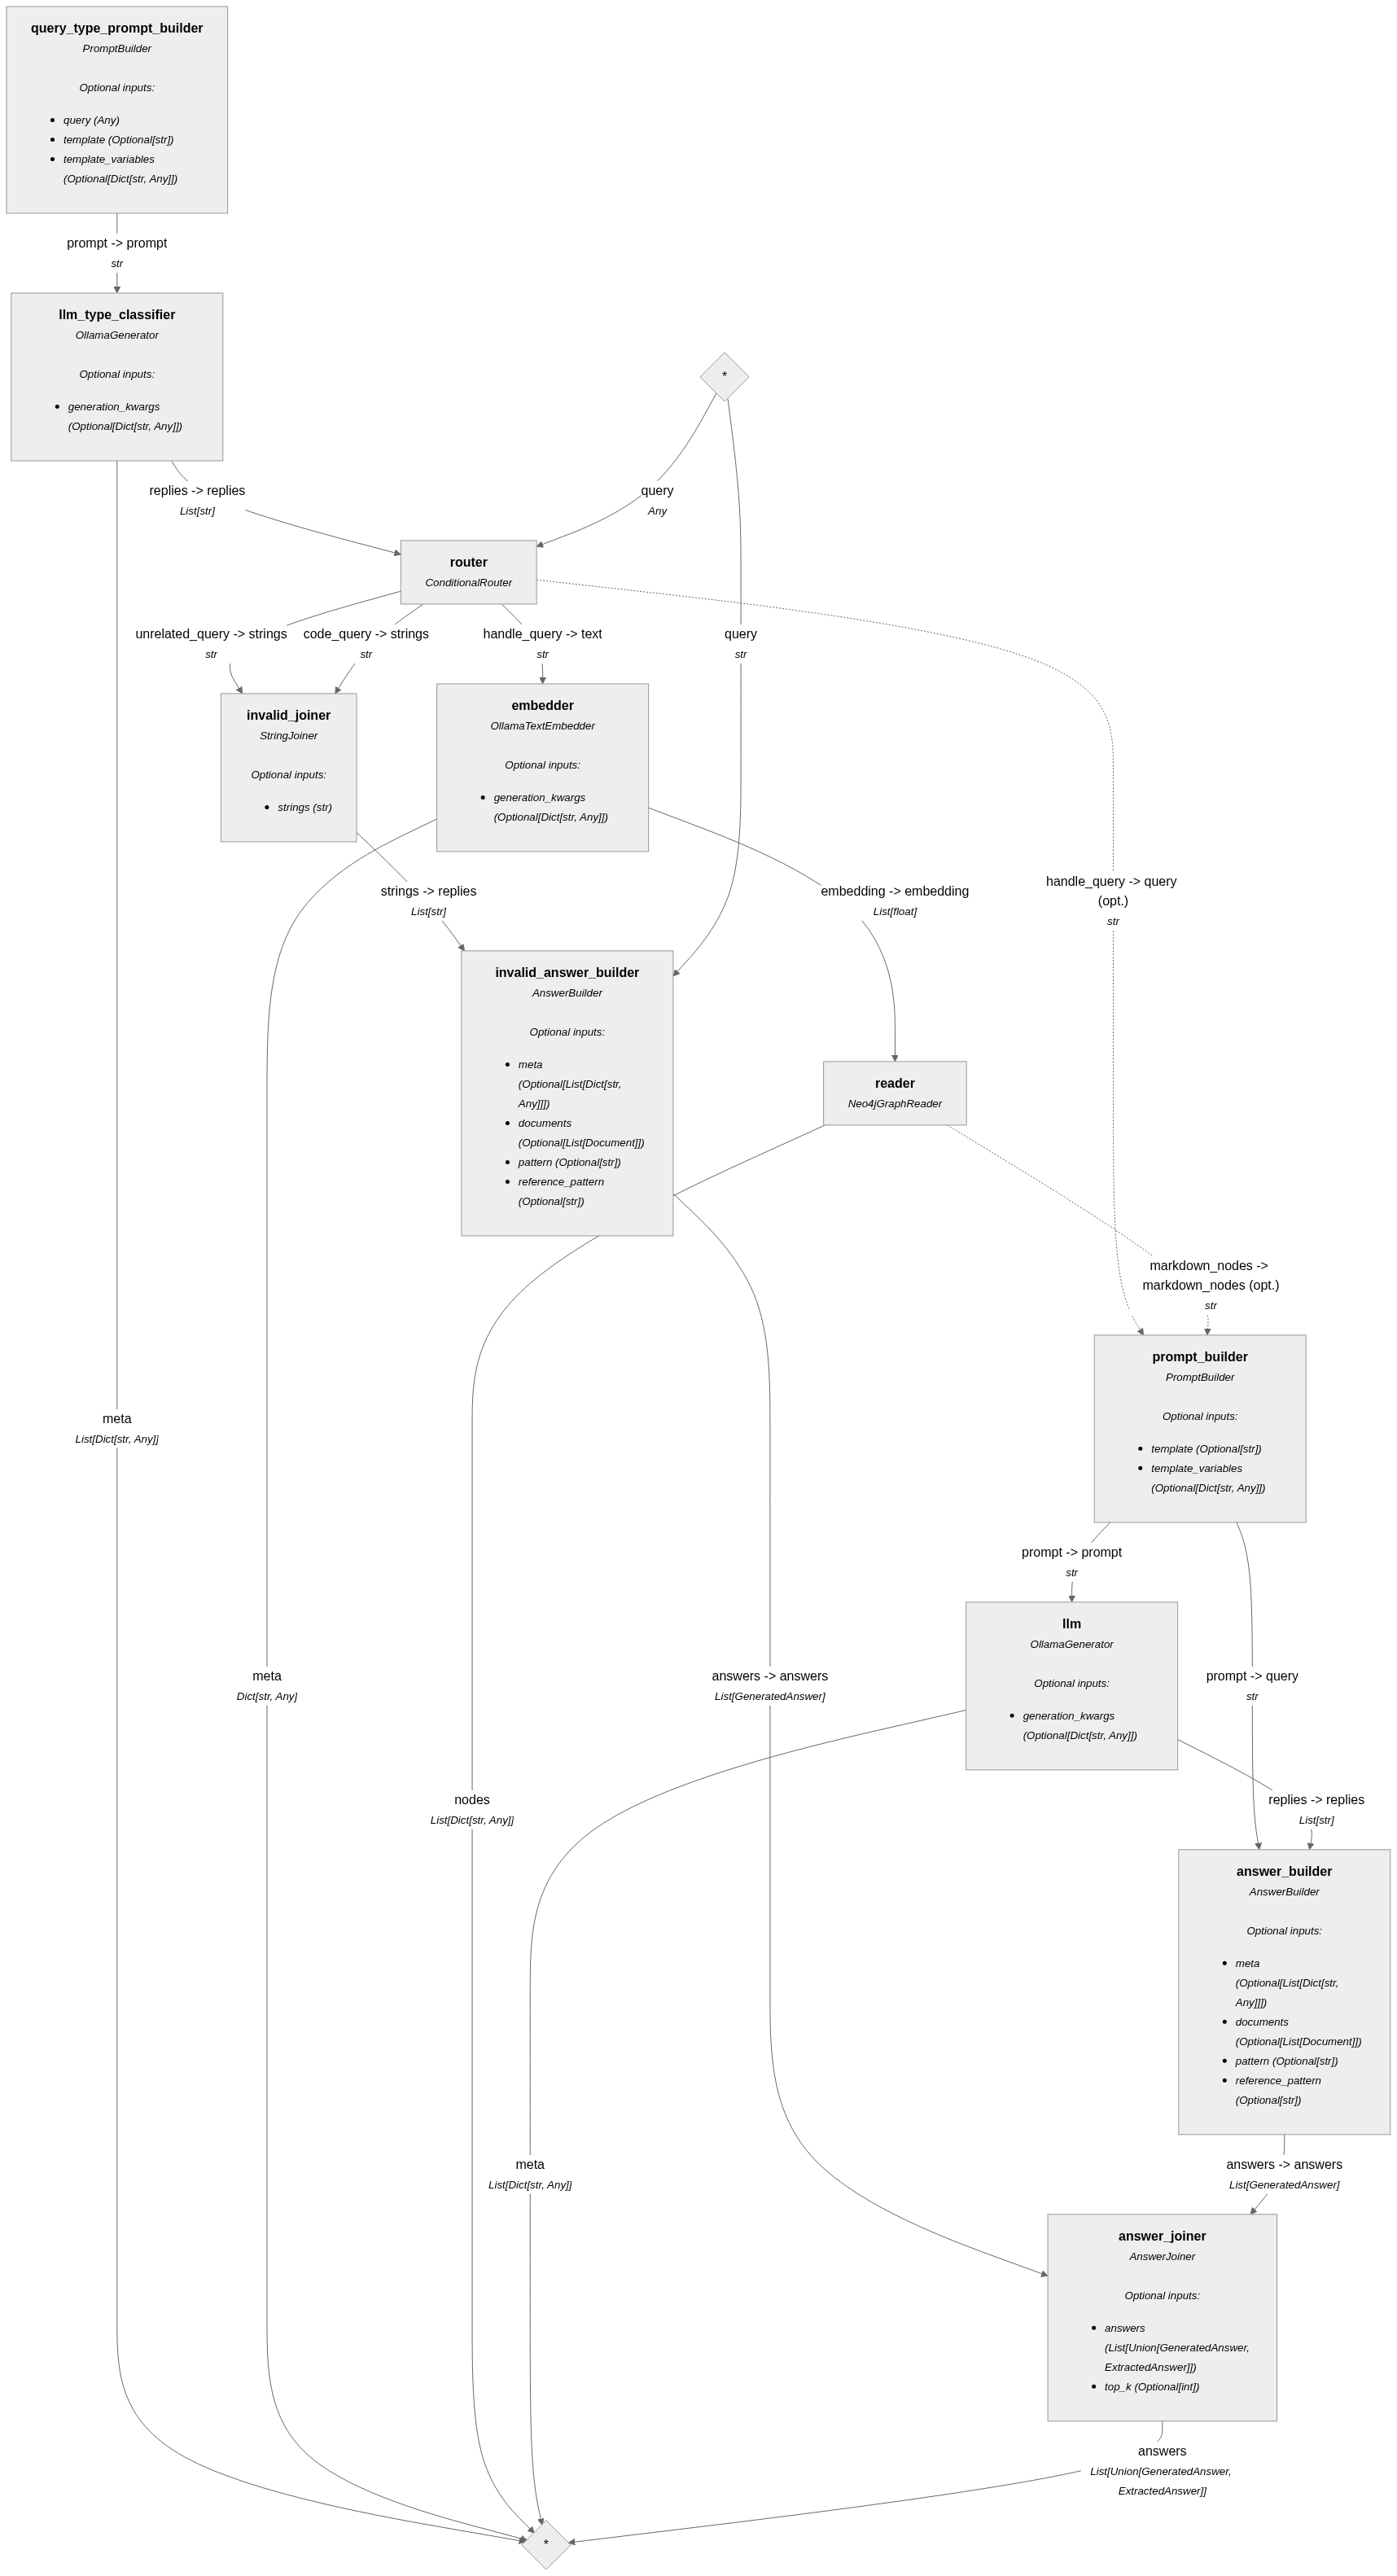 query_type_prompt_builder
PromptBuilder
Optional inputs:
query (Any)
template (Optional[str])
template_variables
(Optional[Dict[str, Any]])
prompt -> prompt
str
llm_type_classifier
OllamaGenerator
Optional inputs:
generation_kwargs
(Optional[Dict[str, Any]])
*
replies -> replies
List[str]
query
Any
router
ConditionalRouter
unrelated_query -> strings
str
code_query -> strings
str
handle_query -> text
str
query
str
invalid_joiner
StringJoiner
Optional inputs:
strings (str)
embedder
OllamaTextEmbedder
Optional inputs:
generation_kwargs
(Optional[Dict[str, Any]])
strings -> replies
List[str]
embedding -> embedding
List[float]
handle_query -> query
(opt.)
str
invalid_answer_builder
AnswerBuilder
Optional inputs:
meta
(Optional[List[Dict[str,
Any]]])
documents
(Optional[List[Document]])
pattern (Optional[str])
reference_pattern
(Optional[str])
reader
Neo4jGraphReader
markdown_nodes ->
markdown_nodes (opt.)
str
prompt_builder
PromptBuilder
Optional inputs:
template (Optional[str])
template_variables
(Optional[Dict[str, Any]])
meta
List[Dict[str, Any]]
prompt -> prompt
str
llm
OllamaGenerator
Optional inputs:
generation_kwargs
(Optional[Dict[str, Any]])
meta
Dict[str, Any]
answers -> answers
List[GeneratedAnswer]
prompt -> query
str
nodes
List[Dict[str, Any]]
replies -> replies
List[str]
answer_builder
AnswerBuilder
Optional inputs:
meta
(Optional[List[Dict[str,
Any]]])
documents
(Optional[List[Document]])
pattern (Optional[str])
reference_pattern
(Optional[str])
meta
List[Dict[str, Any]]
answers -> answers
List[GeneratedAnswer]
answer_joiner
AnswerJoiner
Optional inputs:
answers
(List[Union[GeneratedAnswer,
ExtractedAnswer]])
top_k (Optional[int])
answers
List[Union[GeneratedAnswer,
ExtractedAnswer]]
*